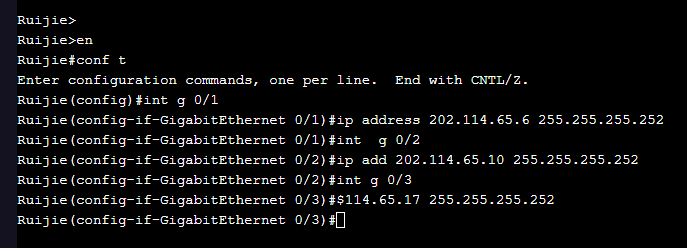 Ruijie>
Ruijie>en
Ruijie#conf t
Enter configuration commands, one per line.  End with CNTL/Z.
Ruijie(config)#int g 0/1
Ruijie(config-if-GigabitEthernet 0/1)#ip address 202.114.65.6 255.255.255.252
Ruijie(config-if-GigabitEthernet 0/1)#int  g 0/2
Ruijie(config-if-GigabitEthernet 0/2)#ip add 202.114.65.10 255.255.255.252
Ruijie(config-if-GigabitEthernet 0/2)#int g 0/3
Ruijie(config-if-GigabitEthernet 0/3)#$114.65.17 255.255.255.252
Ruijie(config-if-GigabitEthernet 0/3)#